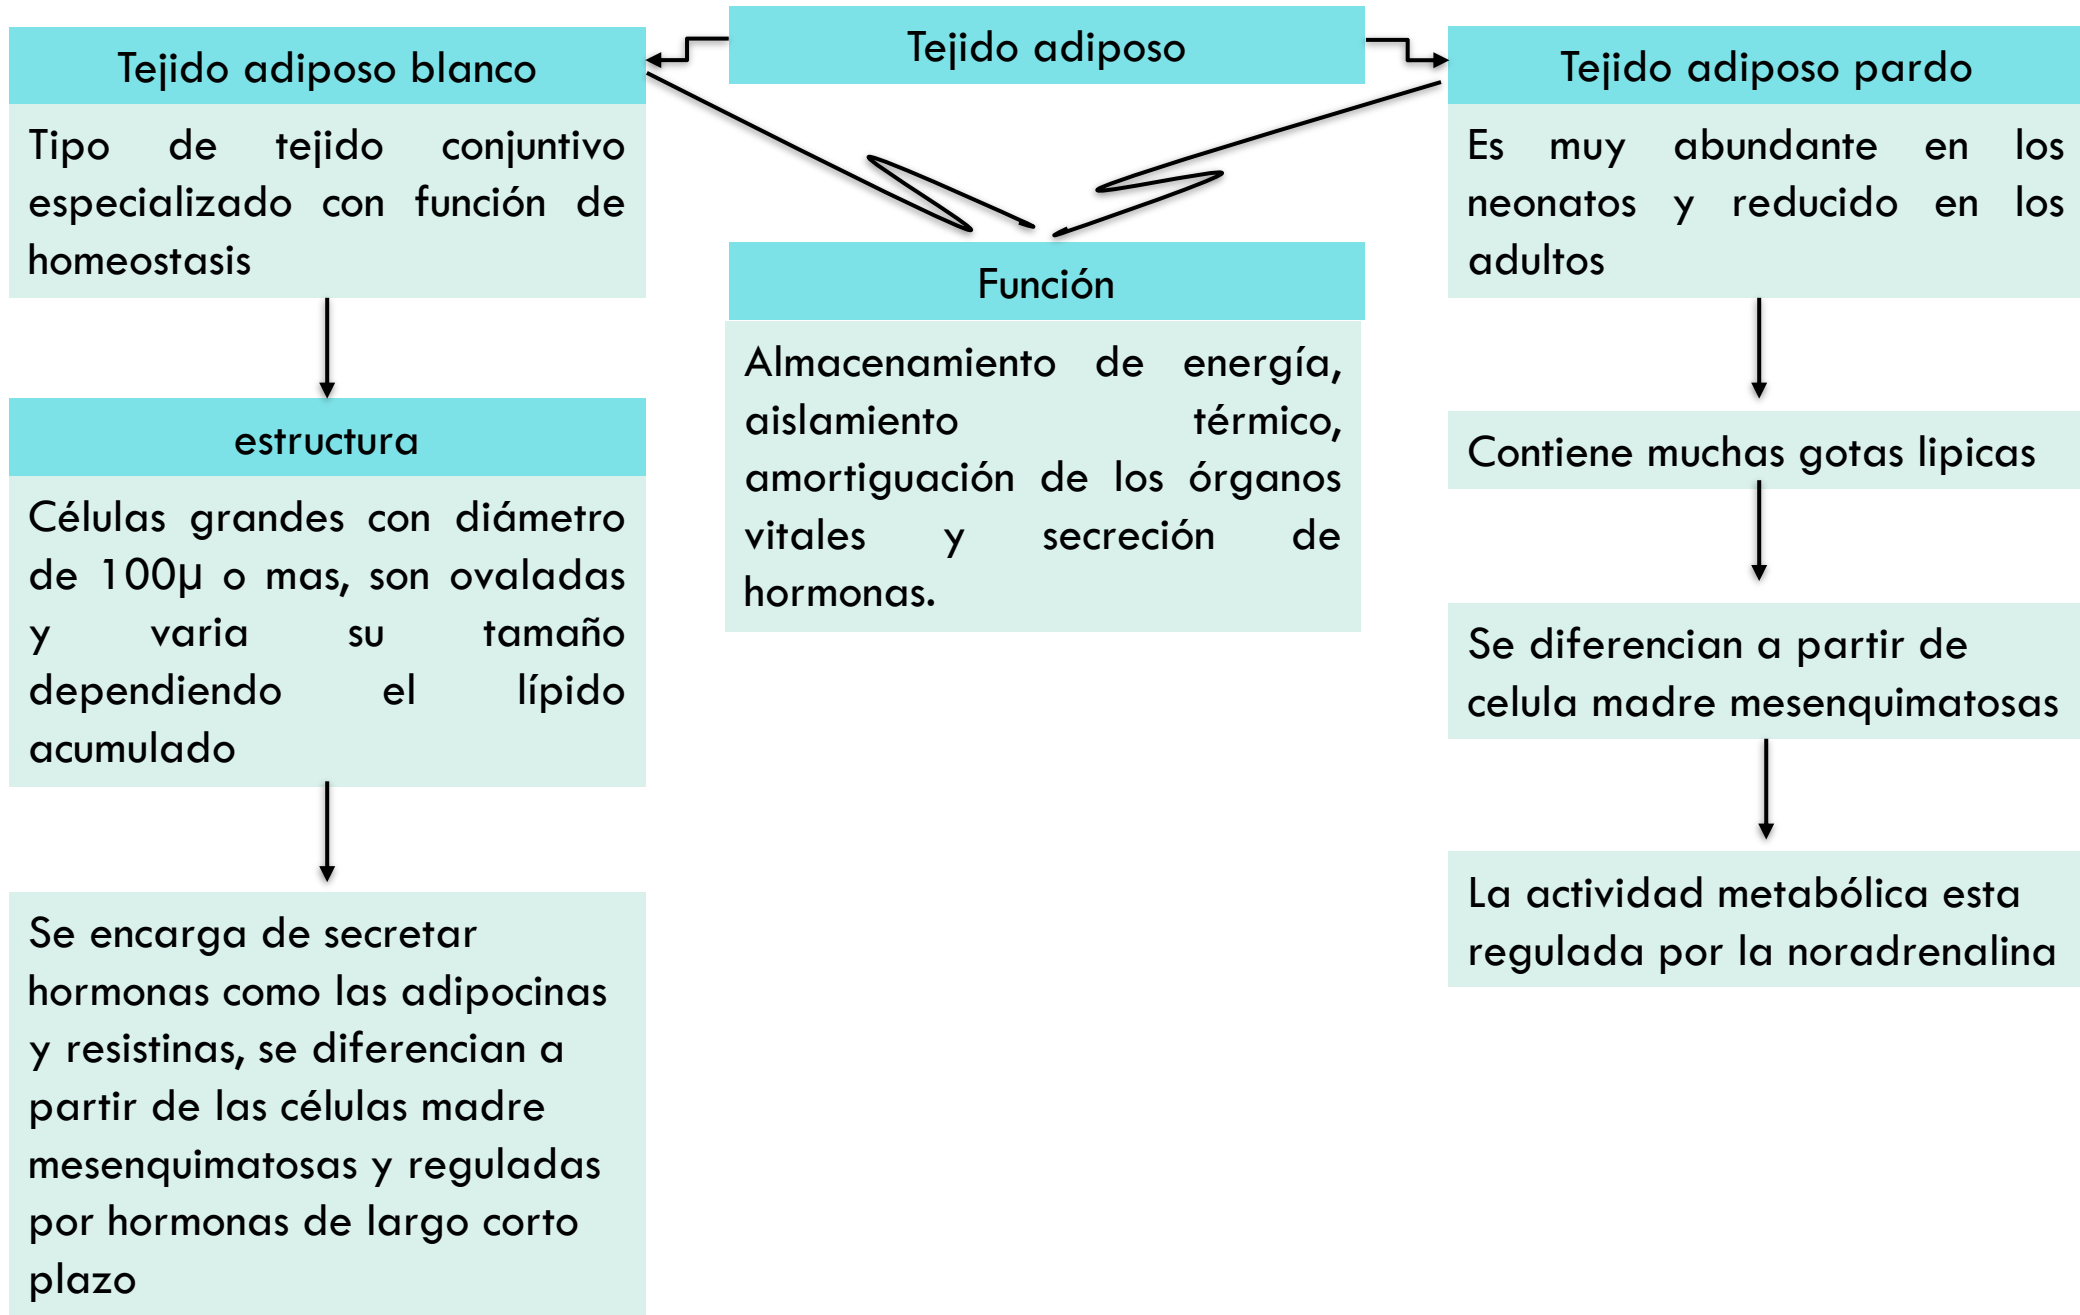 Tejido adiposo
Tejido adiposo blanco
Tipo de tejido conjuntivo
especializado con función de
homeostasis
estructura
Células grandes con diámetro
de 100µ o mas, son ovaladas
y varia su tamaño
dependiendo el lípido
acumulado
Se encarga de secretar
hormonas como las adipocinas
y resistinas, se diferencian a
partir de las células madre
mesenquimatosas y reguladas
por hormonas de largo corto
plazo
Función
Almacenamiento de energía,
aislamiento térmico,
amortiguación de los órganos
vitales y secreción de
hormonas.
Tejido adiposo pardo
Es muy abundante en los
neonatos y reducido en los
adultos
Contiene muchas gotas lipicas
Se diferencian a partir de
celula madre mesenquimatosas
La actividad metabólica esta
regulada por la noradrenalina